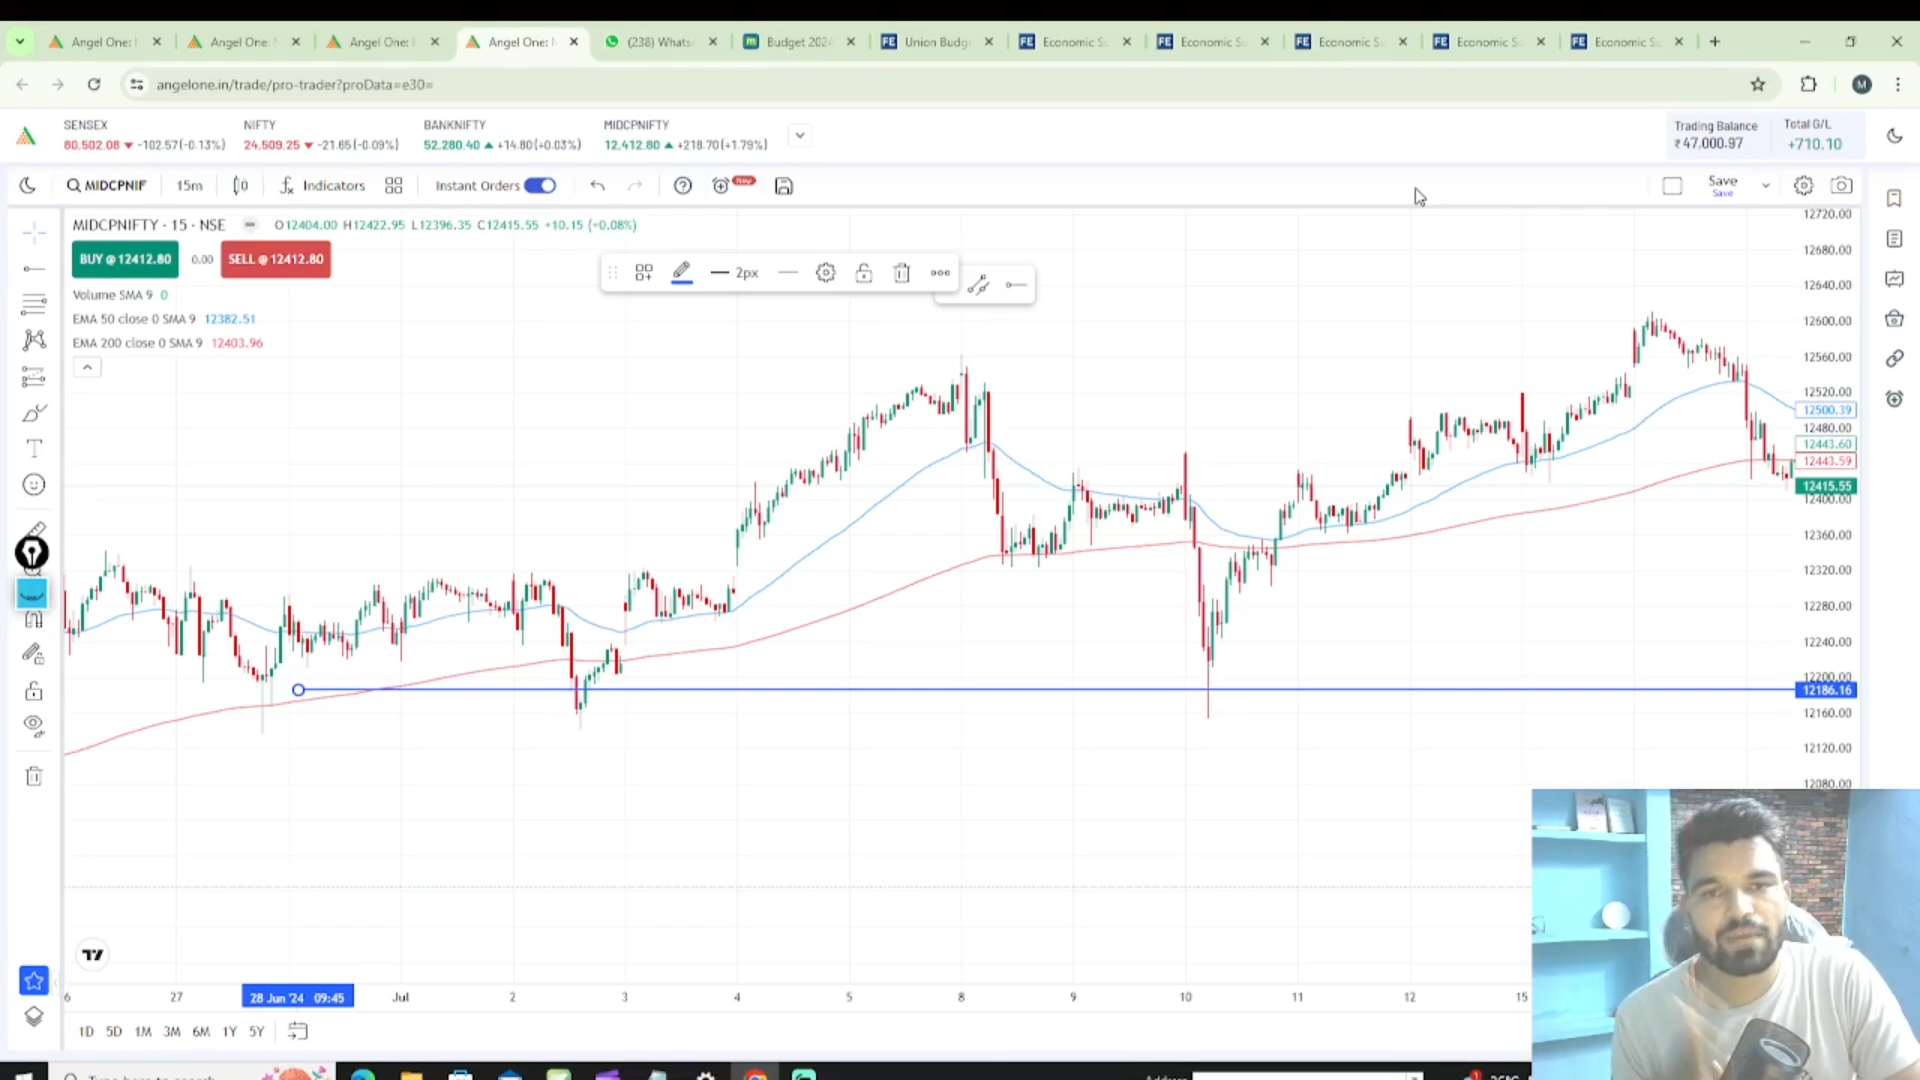 Angel One: Angel One: Angel One: Angel One: (238) Whats Budget 2024 Union Budg Economic Economic Economic Economic Economic
angelone.in/trade/pro-trader?proData=e30=
SENSEX NIFTY BANKNIFTY MIDCPNIFTY
80,502.08 ▼ -102.57(-0.13%) 24,509.25 ▼ -21.65(-0.09%) 52,280.40 ▲ +14.80(+0.03%) 12,412.80 ▲ +218.70(+1.79%)
Trading Balance
₹47,000.97
Total G/L
+710.10
M
MIDCPNIF 15m Indicators Instant Orders New Save
Save
MIDCPNIFTY · 15 · NSE O12404.00 H12422.95 L12396.35 C12415.55 +10.15 (+0.08%)
BUY @ 12412.80 0.00 SELL @ 12412.80
2px
Volume SMA 9 0
EMA 50 close 0 SMA 9 12382.51
EMA 200 close 0 SMA 9 12403.96
12720.00
12680.00
12640.00
12600.00
12560.00
12520.00
12500.39
12480.00
12443.60
12443.59
12415.55
12400.00
12360.00
12320.00
12280.00
12240.00
12200.00
12186.16
12160.00
12120.00
12080.00
6 27 28 Jun '24 09:45 Jul 2 3 4 5 8 9 10 11 12 15
1D 5D 1M 3M 6M 1Y 5Y